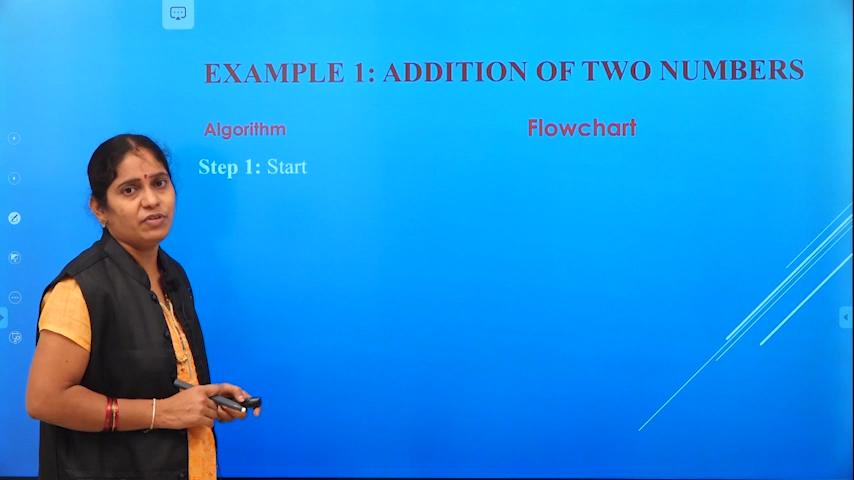 EXAMPLE 1: ADDITION OF TWO NUMBERS
Algorithm
Flowchart
Step 1: Start